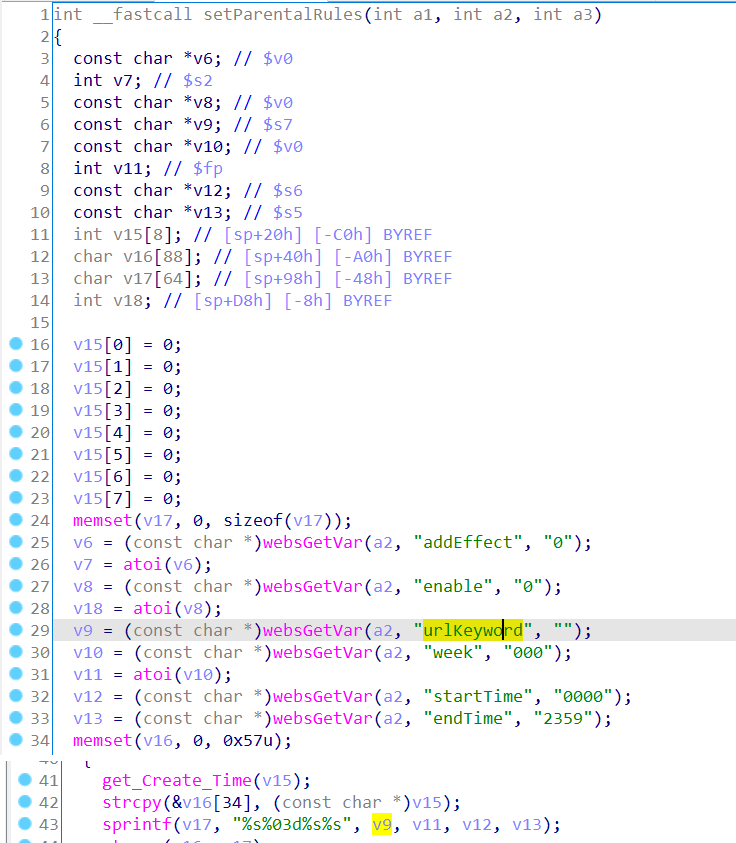 1 int __fastcall setParentalRules(int a1, int a2, int a3)
2 {
3 const char *v6; // $v0
4 int v7; // $s2
5 const char *v8; // $v0
6 const char *v9; // $s7
7 const char *v10; // $v0
8 int v11; // $fp
9 const char *v12; // $s6
10 const char *v13; // $s5
11 int v15[8]; // [sp+20h] [-C0h] BYREF
12 char v16[88]; // [sp+40h] [-A0h] BYREF
13 char v17[64]; // [sp+98h] [-48h] BYREF
14 int v18; // [sp+D8h] [-8h] BYREF
15
16 v15[0] = 0;
17 v15[1] = 0;
18 v15[2] = 0;
19 v15[3] = 0;
20 v15[4] = 0;
21 v15[5] = 0;
22 v15[6] = 0;
23 v15[7] = 0;
24 memset(v17, 0, sizeof(v17));
25 v6 = (const char *)websGetVar(a2, "addEffect", "0");
26 v7 = atoi(v6);
27 v8 = (const char *)websGetVar(a2, "enable", "0");
28 v18 = atoi(v8);
29 v9 = (const char *)websGetVar(a2, "urlKeyword", "");
30 v10 = (const char *)websGetVar(a2, "week", "000");
31 v11 = atoi(v10);
32 v12 = (const char *)websGetVar(a2, "startTime", "0000");
33 v13 = (const char *)websGetVar(a2, "endTime", "2359");
34 memset(v16, 0, 0x57u);
41 get_Create_Time(v15);
42 strcpy(&v16[34], (const char *)v15);
43 sprintf(v17, "%s%03d%s%s", v9, v11, v12, v13);